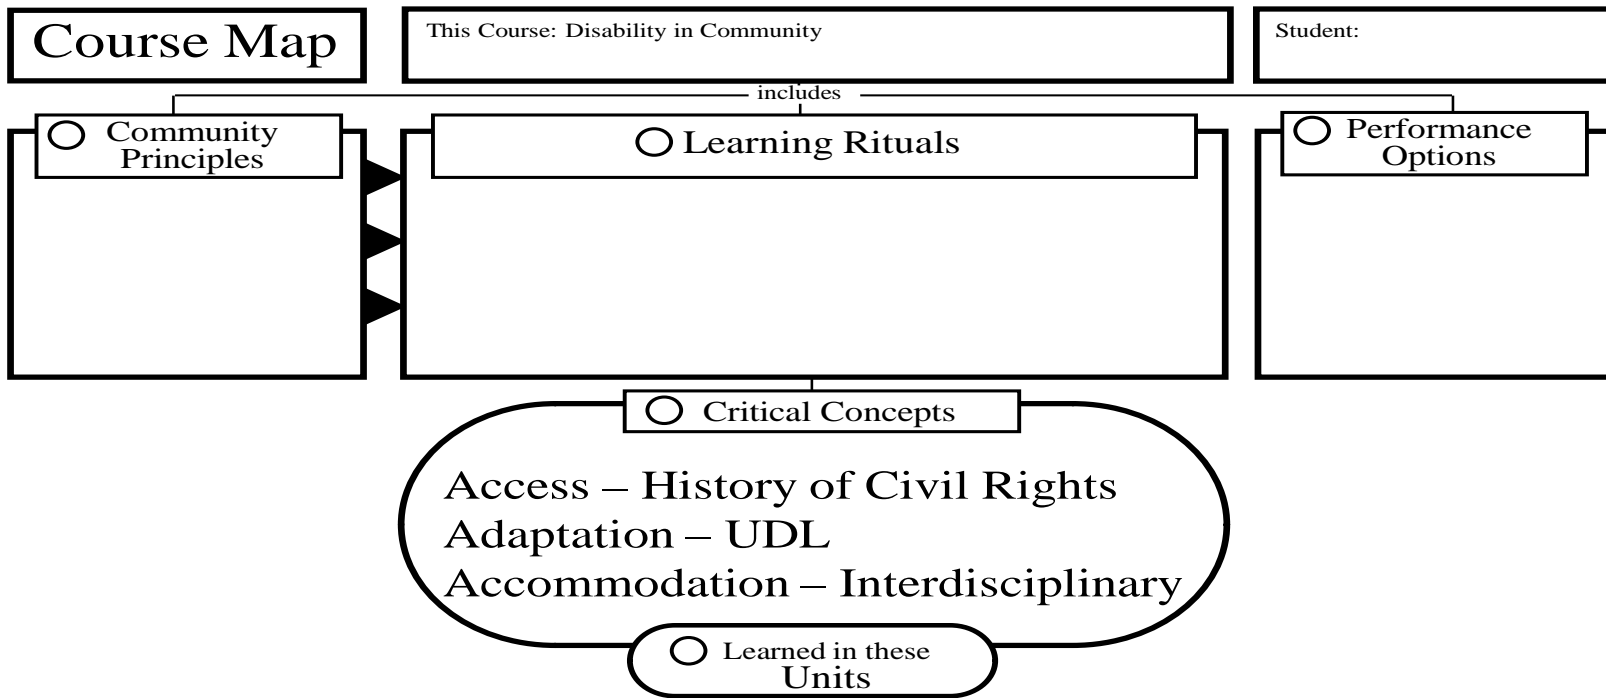 Course Map
This Course: Disability in Community
Student:
includes
Community
Principles
Learning Rituals
Performance
Options
Critical Concepts
Access – History of Civil Rights
Adaptation – UDL
Accommodation – Interdisciplinary
Learned in these
Units